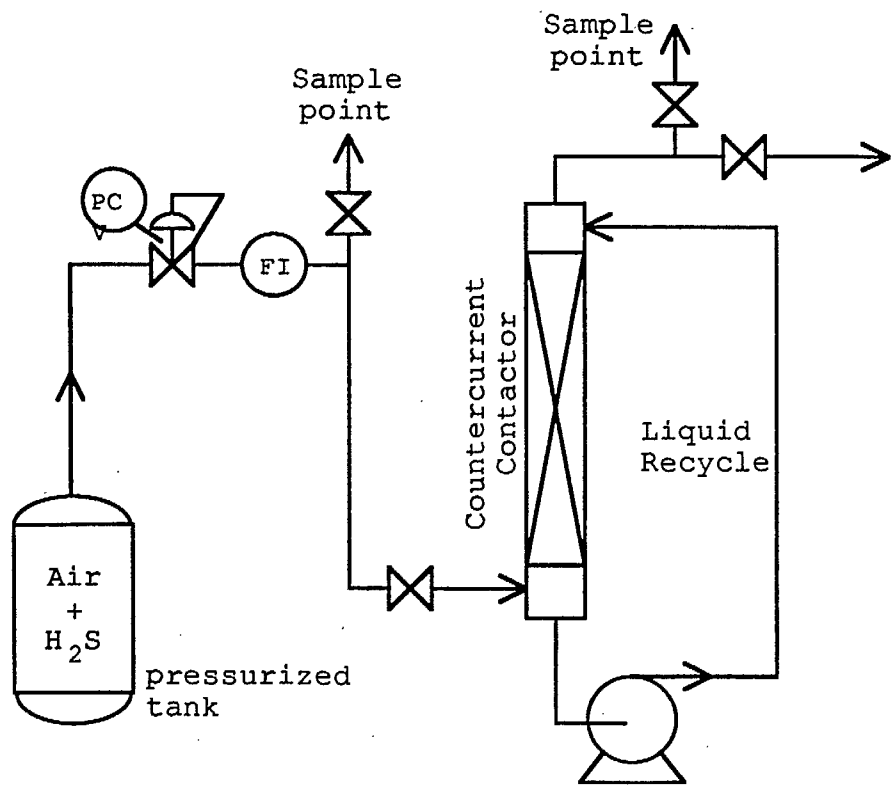 Sample
point
Sample
point
PC
V
FI
Countercurrent
Contactor
Liquid
Recycle
Air
+
H₂S
pressurized
tank